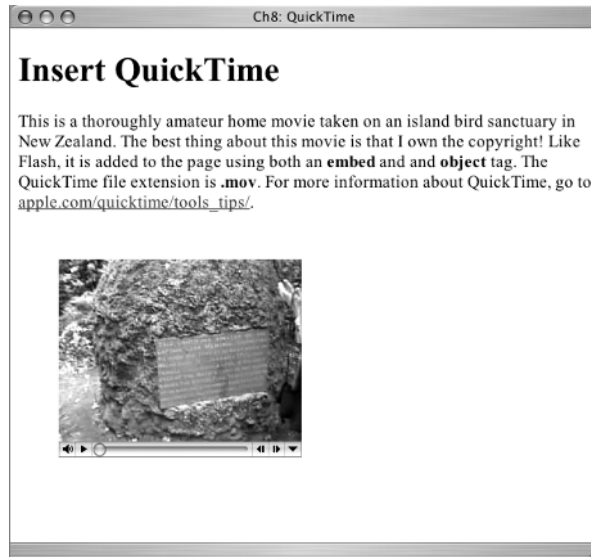 Ch8: QuickTime
Insert QuickTime
This is a thoroughly amateur home movie taken on an island bird sanctuary in
New Zealand. The best thing about this movie is that I own the copyright! Like
Flash, it is added to the page using both an embed and and object tag. The
QuickTime file extension is .mov. For more information about QuickTime, go to
apple.com/quicktime/tools_tips/.